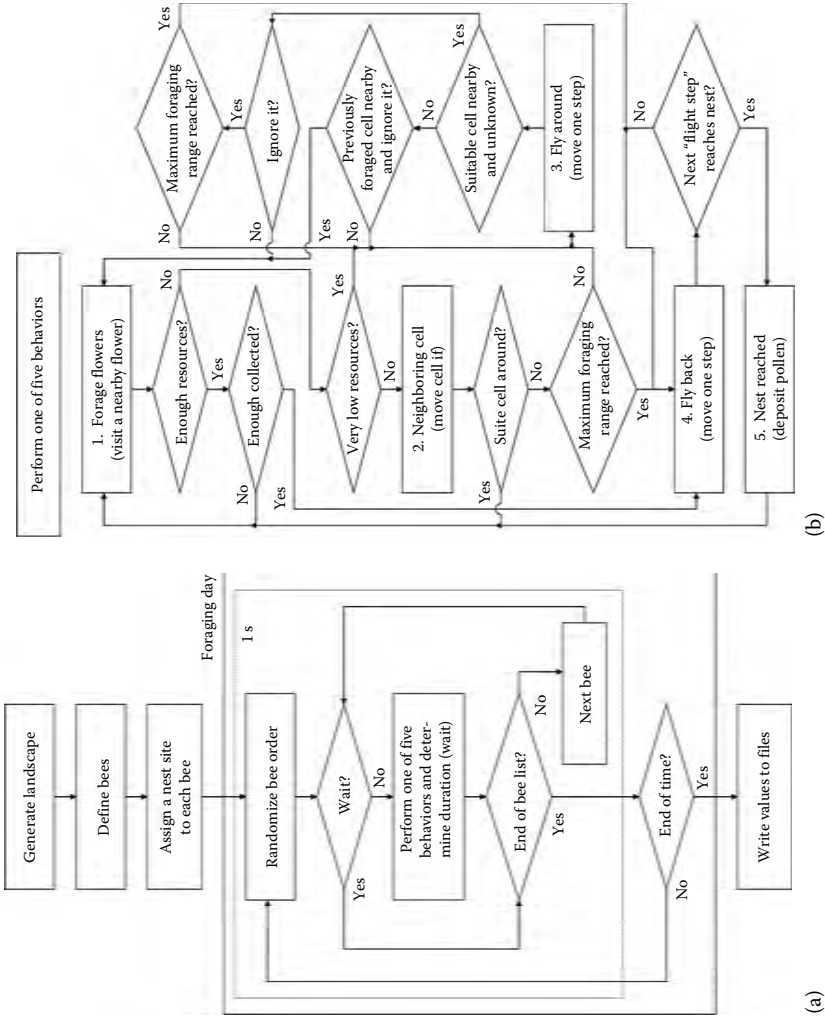 Generate landscape
Define bees
Assign a nest site
to each bee
Foraging day
1 s
Randomize bee order
Wait?
Yes
No
Perform one of five
behaviors and deter-
mine duration (wait)
End of bee list?
No
Next bee
Yes
End of time?
No
Yes
Write values to files
(a)
Perform one of five behaviors
1. Forage flowers
(visit a nearby flower)
Enough resources?
No
Yes
Enough collected?
No
Yes
Very low resources?
Yes
No
2. Neighboring cell
(move cell if)
Suite cell around?
Yes
No
Maximum foraging
range reached?
No
Yes
4. Fly back
(move one step)
5. Nest reached
(deposit pollen)
Yes
Maximum foraging
range reached?
No
Yes
Ignore it?
No
Yes
Previously
foraged cell nearby
and ignore it?
No
No
Suitable cell nearby
and unknown?
3. Fly around
(move one step)
No
Next “flight step”
reaches nest?
Yes
(b)